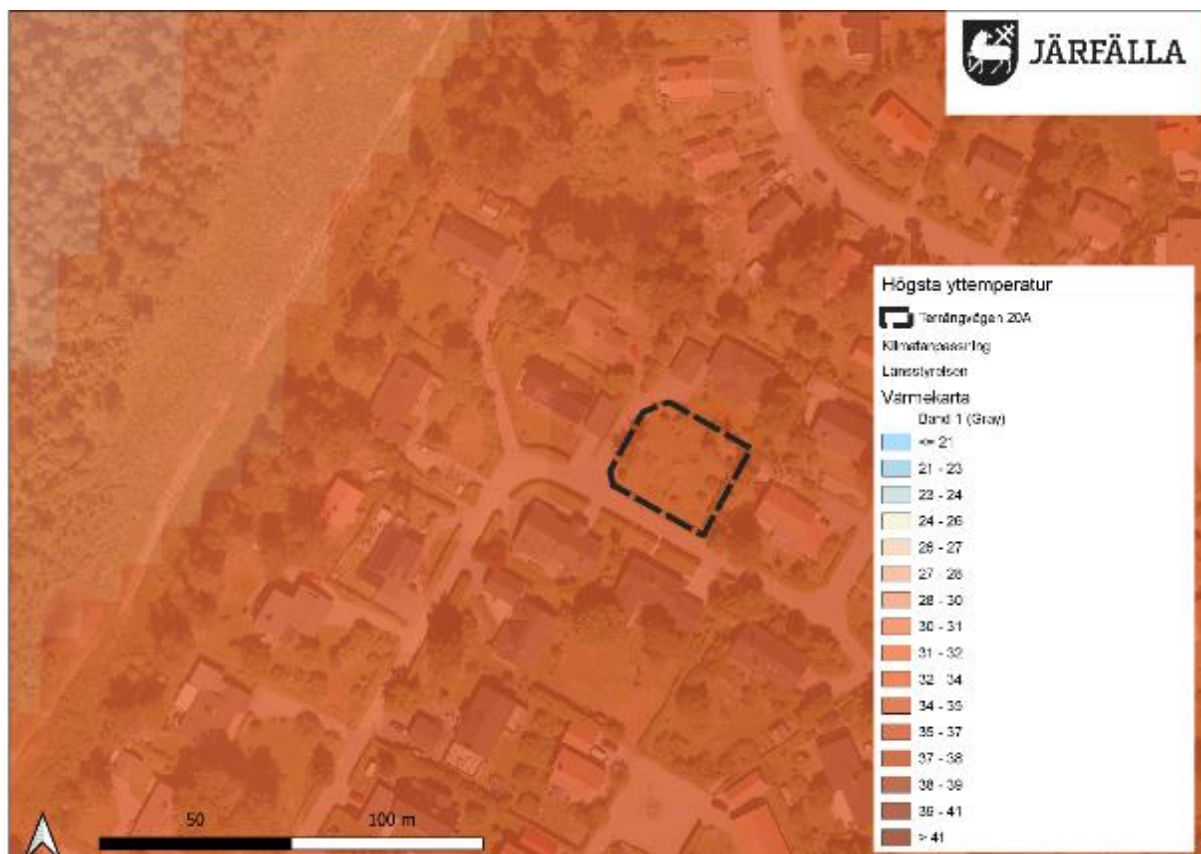 JÄRFÄLLA
Högsta yttemperatur
Terrängvägen 20A
Klimatanpassning
Länsstyrelsen
Värmekarta
Band 1 (Gray)
<= 21
21 - 23
23 - 24
24 - 26
26 - 27
27 - 28
28 - 30
30 - 31
31 - 32
32 - 34
34 - 35
35 - 37
37 - 38
38 - 39
39 - 41
> 41
50
100 m